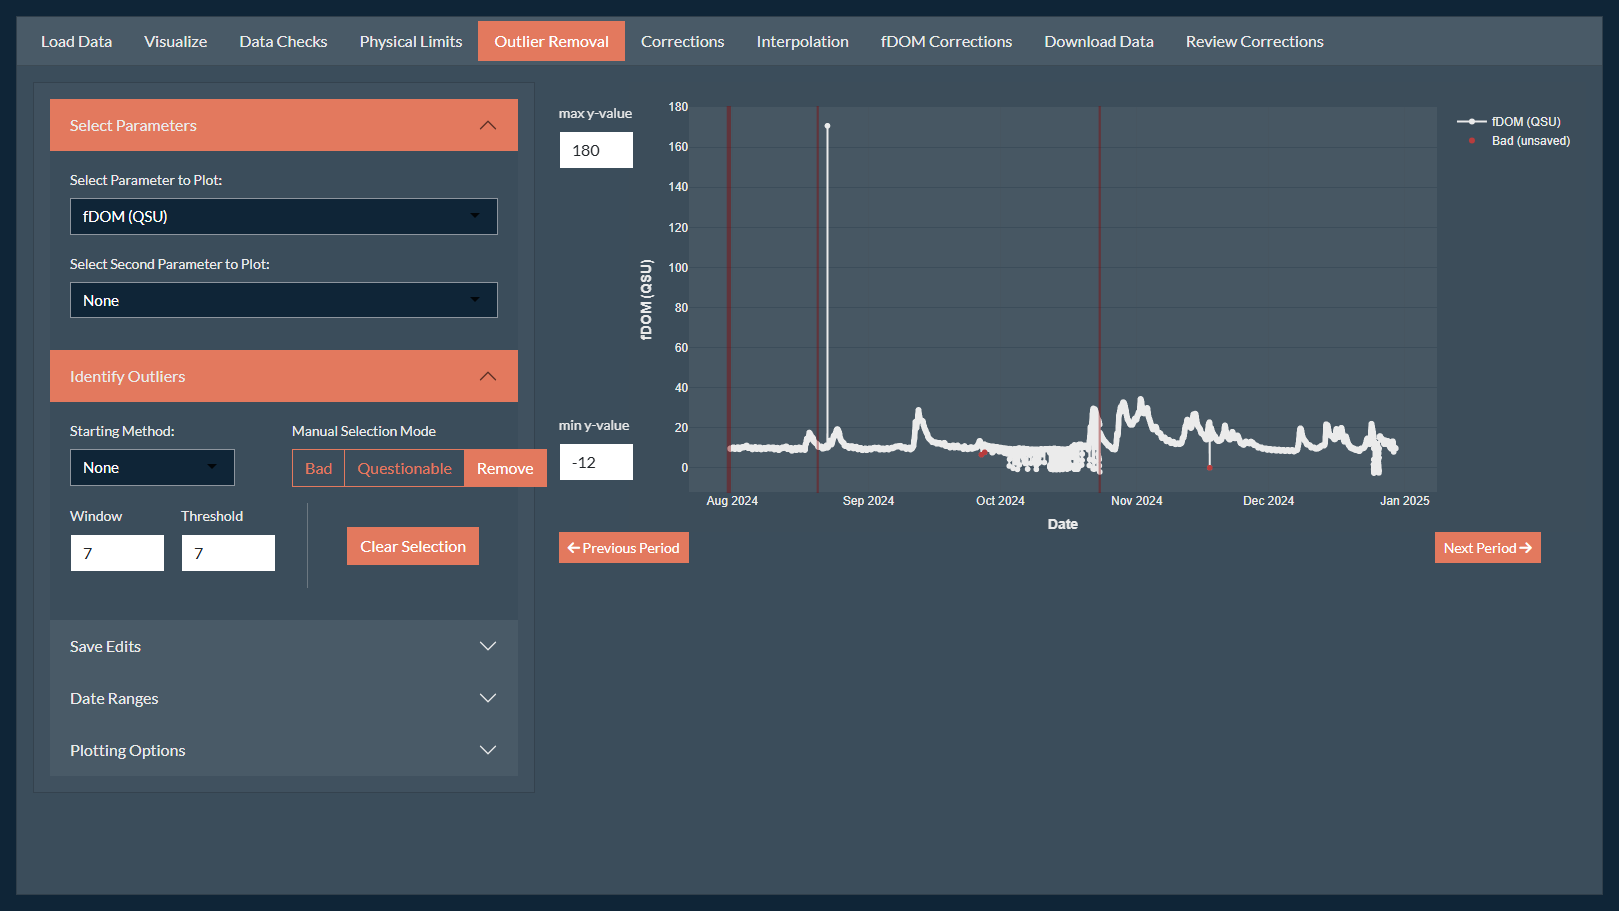 Load Data Visualize Data Checks Physical Limits Outlier Removal Corrections Interpolation fDOM Corrections Download Data Review Corrections
Select Parameters
Select Parameter to Plot:
fDOM (QSU)
Select Second Parameter to Plot:
None
Identify Outliers
Starting Method: Manual Selection Mode
None Bad Questionable Remove
Window Threshold
7 7 Clear Selection
Save Edits
Date Ranges
Plotting Options
max y-value
180
min y-value
-12
180
160
140
120
100
80
60
40
20
0
fDOM (QSU)
Aug 2024 Sep 2024 Oct 2024 Nov 2024 Dec 2024 Jan 2025
Date
fDOM (QSU)
Bad (unsaved)
Previous Period Next Period